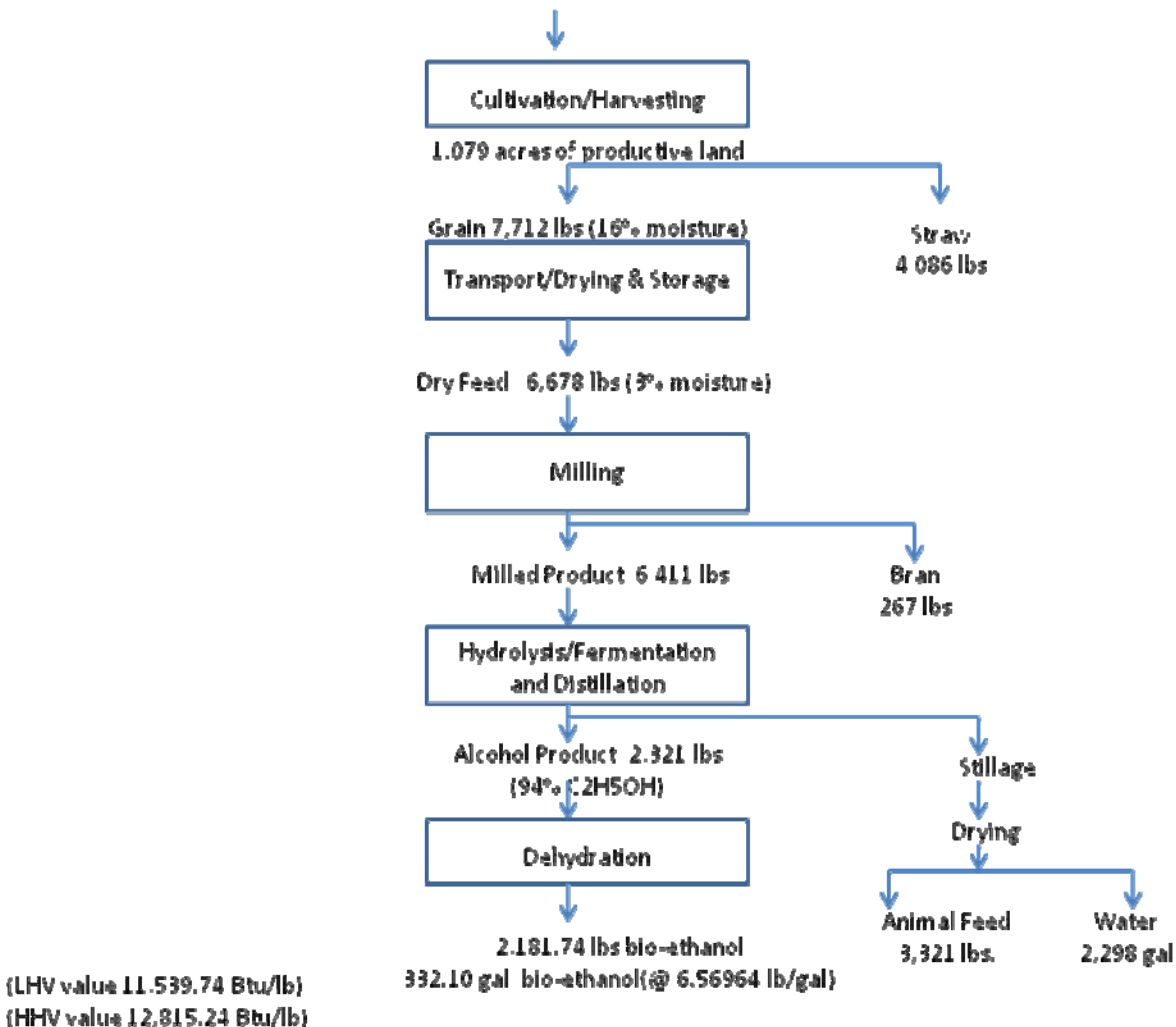 Cultivation/Harvesting
1.079 acres of productive land
Grain 7,712 lbs (16% moisture)
Straw
4 086 lbs
Transport/Drying & Storage
Dry Feed 6,678 lbs (9% moisture)
Milling
Milled Product 6 411 lbs
Bran
267 lbs
Hydrolysis/Fermentation
and Distillation
Alcohol Product 2.321 lbs
(94% C2H5OH)
Stillage
Drying
Dehydration
Animal Feed
3,321 lbs.
Water
2,298 gal
2.181.74 lbs bio-ethanol
332.10 gal bio-ethanol(@ 6.56964 lb/gal)
(LHV value 11.539.74 Btu/lb)
(HHV value 12,815.24 Btu/lb)